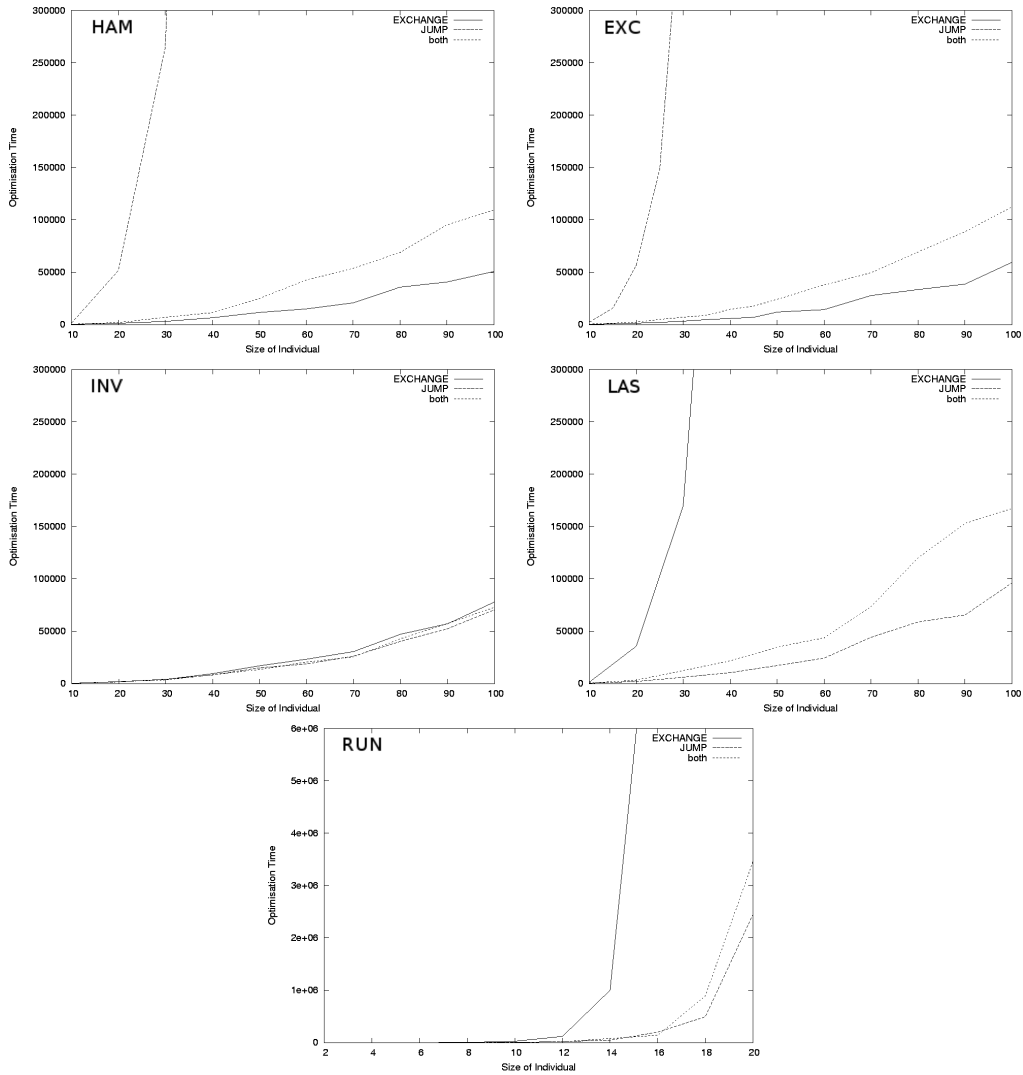 HAM
EXCHANGE
JUMP
both
300000
250000
200000
150000
100000
50000
0
10 20 30 40 50 60 70 80 90 100
Optimisation Time
Size of Individual
EXC
EXCHANGE
JUMP
both
300000
250000
200000
150000
100000
50000
0
10 20 30 40 50 60 70 80 90 100
Optimisation Time
Size of Individual
INV
EXCHANGE
JUMP
both
300000
250000
200000
150000
100000
50000
0
10 20 30 40 50 60 70 80 90 100
Optimisation Time
Size of Individual
LAS
EXCHANGE
JUMP
both
300000
250000
200000
150000
100000
50000
0
10 20 30 40 50 60 70 80 90 100
Optimisation Time
Size of Individual
RUN
EXCHANGE
JUMP
both
6e+06
5e+06
4e+06
3e+06
2e+06
1e+06
0
2 4 6 8 10 12 14 16 18 20
Optimisation Time
Size of Individual